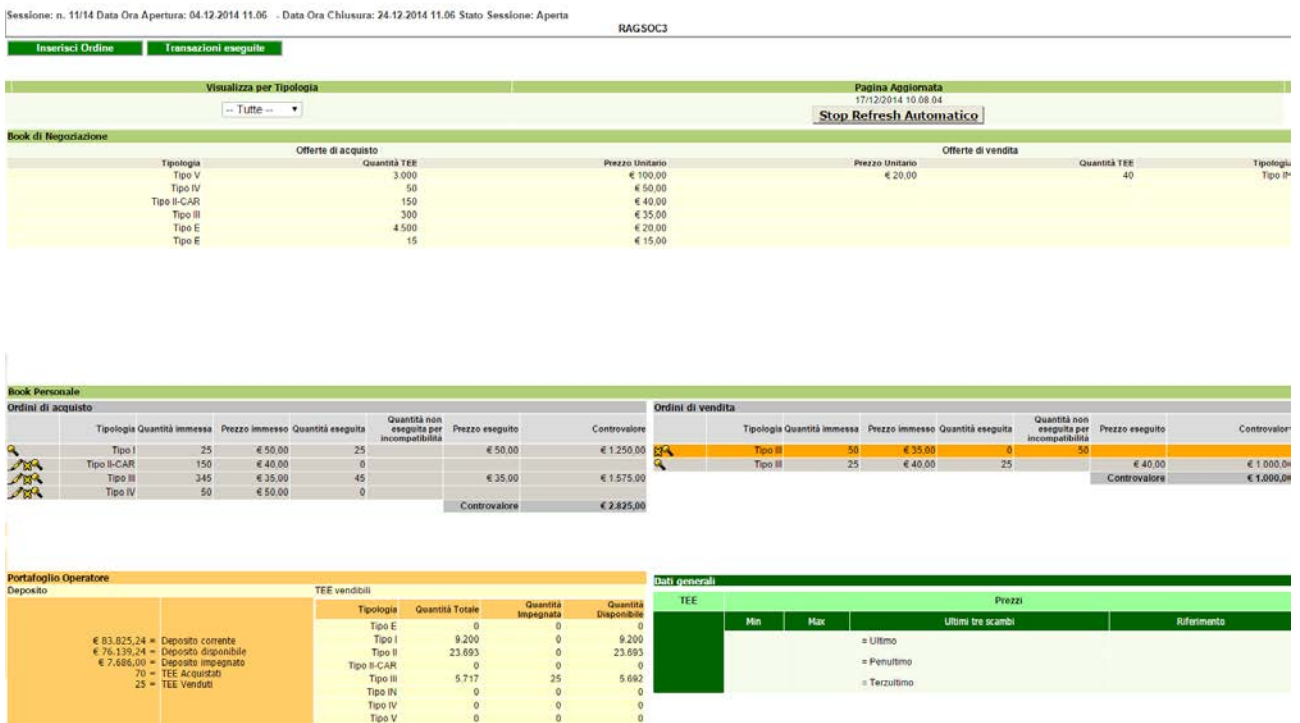 Sessione: n. 11/14 Data Ora Apertura: 04-12-2014 11.06 - Data Ora Chiusura: 24-12-2014 11.06 Stato Sessione: Aperta
RAGSOC3
Inserisci Ordine Transazioni eseguite
Visualizza per Tipologia Pagina Aggiornata
17/12/2014 10.08.04
-- Tutte -- Stop Refresh Automatico
Book di Negoziazione
Offerte di acquisto Offerte di vendita
Tipologia Quantità TEE Prezzo Unitario Prezzo Unitario Quantità TEE Tipologia
Tipo V 3.000 € 100,00 € 20,00 40 Tipo IN
Tipo IV 50 € 50,00
Tipo II-CAR 150 € 40,00
Tipo III 300 € 35,00
Tipo E 4.500 € 20,00
Tipo E 15 € 15,00
Book Personale
Ordini di acquisto Ordini di vendita
Tipologia Quantità immessa Prezzo immesso Quantità eseguita Quantità non eseguita per incompatibilità Prezzo eseguito Controvalore Tipologia Quantità immessa Prezzo immesso Quantità eseguita Quantità non eseguita per incompatibilità Prezzo eseguito
Tipo I 25 € 50,00 25 € 50,00 € 1.250,00 Tipo III 50 € 35,00 0 50
Tipo II-CAR 150 € 40,00 0 Tipo III 25 € 40,00 25 € 40,00
Tipo III 345 € 35,00 45 € 35,00 € 1.575,00 Controvalore
Tipo IV 50 € 50,00 0
Controvalore € 2.825,00
Portafoglio Operatore Dati generali
Deposito TEE vendibili TEE Prezzi
Tipologia Quantità Totale Quantità Impegnata Quantità Disponibile Min Max Ultimi tre scambi Riferimento
Tipo E 0 0 0
€ 83.825,24 = Deposito corrente Tipo I 9.200 0 9.200 = Ultimo
€ 76.139,24 = Deposito disponibile Tipo II 23.693 0 23.693
€ 7.686,00 = Deposito impegnato Tipo II-CAR 0 0 0 = Penultimo
70 = TEE Acquistati Tipo III 5.717 25 5.692
25 = TEE Venduti Tipo IN 0 0 0 = Terzultimo
Tipo IV 0 0 0
Tipo V 0 0 0